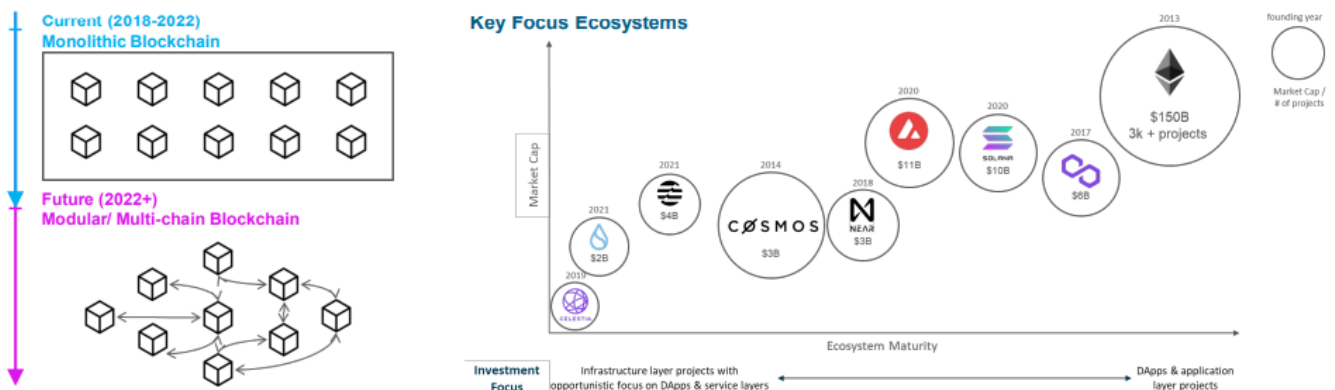 Current (2018-2022)
Monolithic Blockchain
Future (2022+)
Modular/ Multi-chain Blockchain
Key Focus Ecosystems
founding year
Market Cap /
# of projects
Market Cap
2013
$150B
3k + projects
2020
$11B
2020
SOLANA
$10B
2017
$6B
2021
$4B
2014
COSMOS
$3B
2018
NEAR
$3B
2021
$2B
2019
CELESTIA
Ecosystem Maturity
Investment
Focus
Infrastructure layer projects with
opportunistic focus on DApps & service layers
DApps & application
layer projects